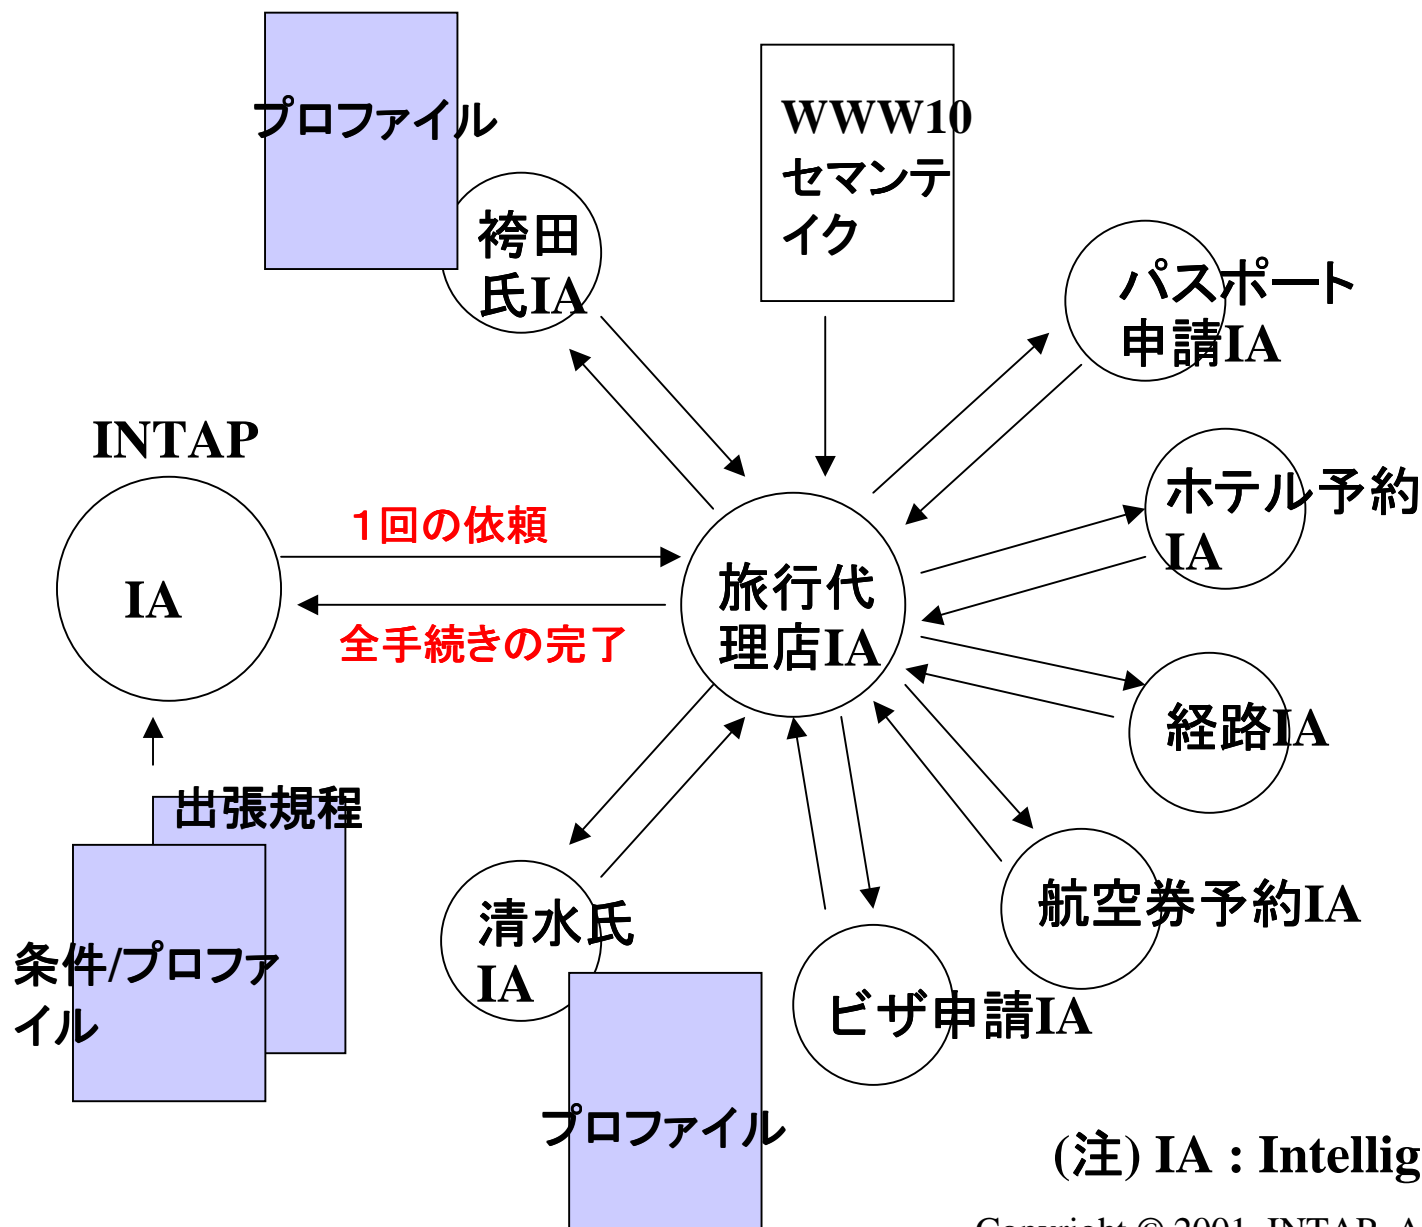 プロファイル
WWW10
セマンテ
イク
袴田
氏IA
パスポート
申請IA
INTAP
ホテル予約
IA
1回の依頼
IA
旅行代
理店IA
全手続きの完了
経路IA
出張規程
航空券予約IA
清水氏
IA
条件/プロファ
イル
ビザ申請IA
プロファイル
(注) IA : Intellig
Copyright © 2001, INTAP, A